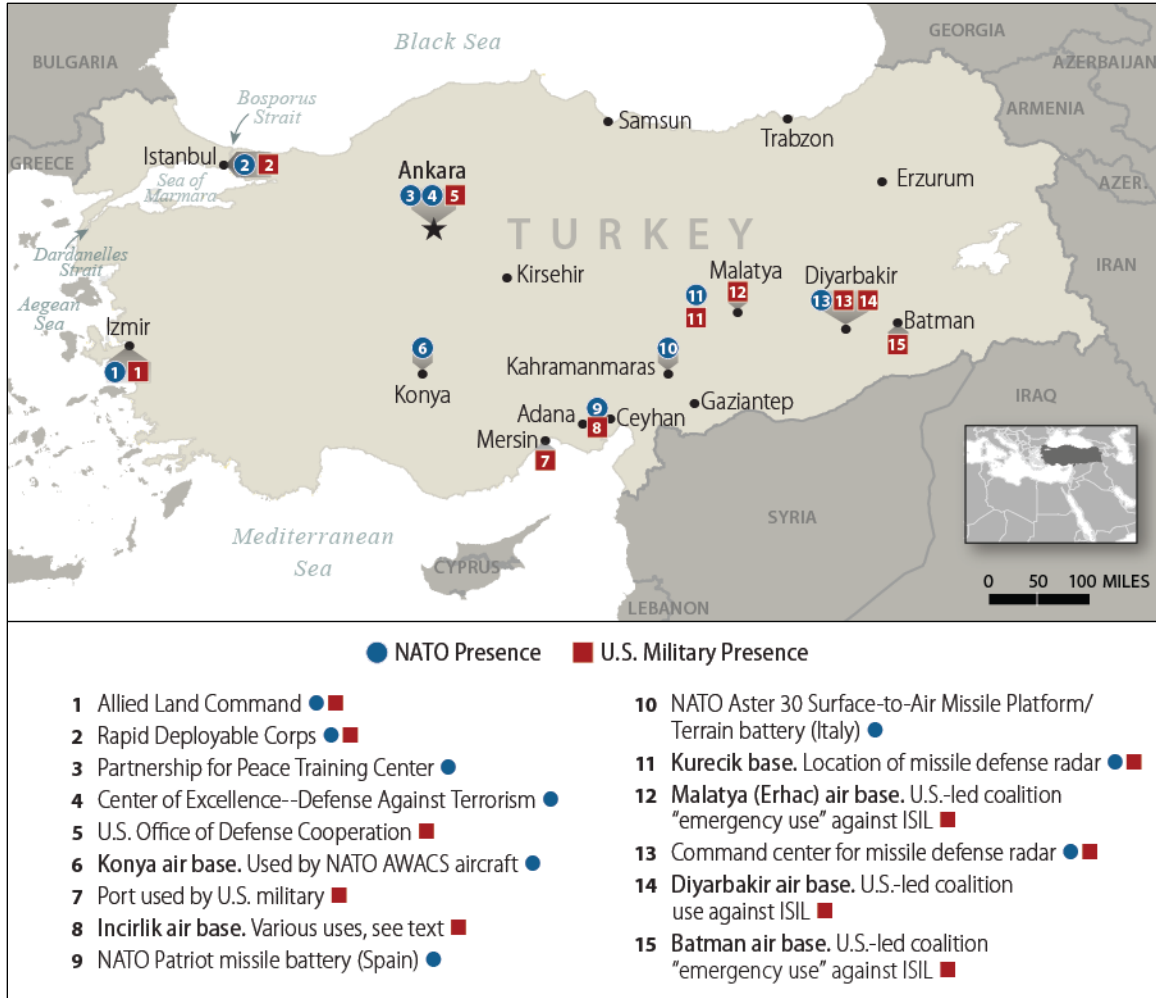 Black Sea
GEORGIA
BULGARIA
AZERBAIJAN
Bosporus
Strait
ARMENIA
Samsun
Trabzon
GREECE
Istanbul
2 2
Sea of
Marmara
Ankara
3 4 5
Erzurum
AZER.
TURKEY
Dardanelles
Strait
Aegean
Sea
Kirsehir
Malatya
12
Diyarbakir
13 13 14
IRAN
11
11
Izmir
1 1
Batman
15
6
Konya
10
Kahramanmaras
IRAQ
Gaziantep
Adana
9
8
Ceyhan
Mersin
7
SYRIA
Mediterranean
Sea
CYPRUS
LEBANON
0 50 100 MILES
NATO Presence U.S. Military Presence
1 Allied Land Command
2 Rapid Deployable Corps
3 Partnership for Peace Training Center
4 Center of Excellence--Defense Against Terrorism
5 U.S. Office of Defense Cooperation
6 Konya air base. Used by NATO AWACS aircraft
7 Port used by U.S. military
8 Incirlik air base. Various uses, see text
9 NATO Patriot missile battery (Spain)
10 NATO Aster 30 Surface-to-Air Missile Platform/
Terrain battery (Italy)
11 Kurecik base. Location of missile defense radar
12 Malatya (Erhac) air base. U.S.-led coalition
"emergency use" against ISIL
13 Command center for missile defense radar
14 Diyarbakir air base. U.S.-led coalition
use against ISIL
15 Batman air base. U.S.-led coalition
"emergency use" against ISIL